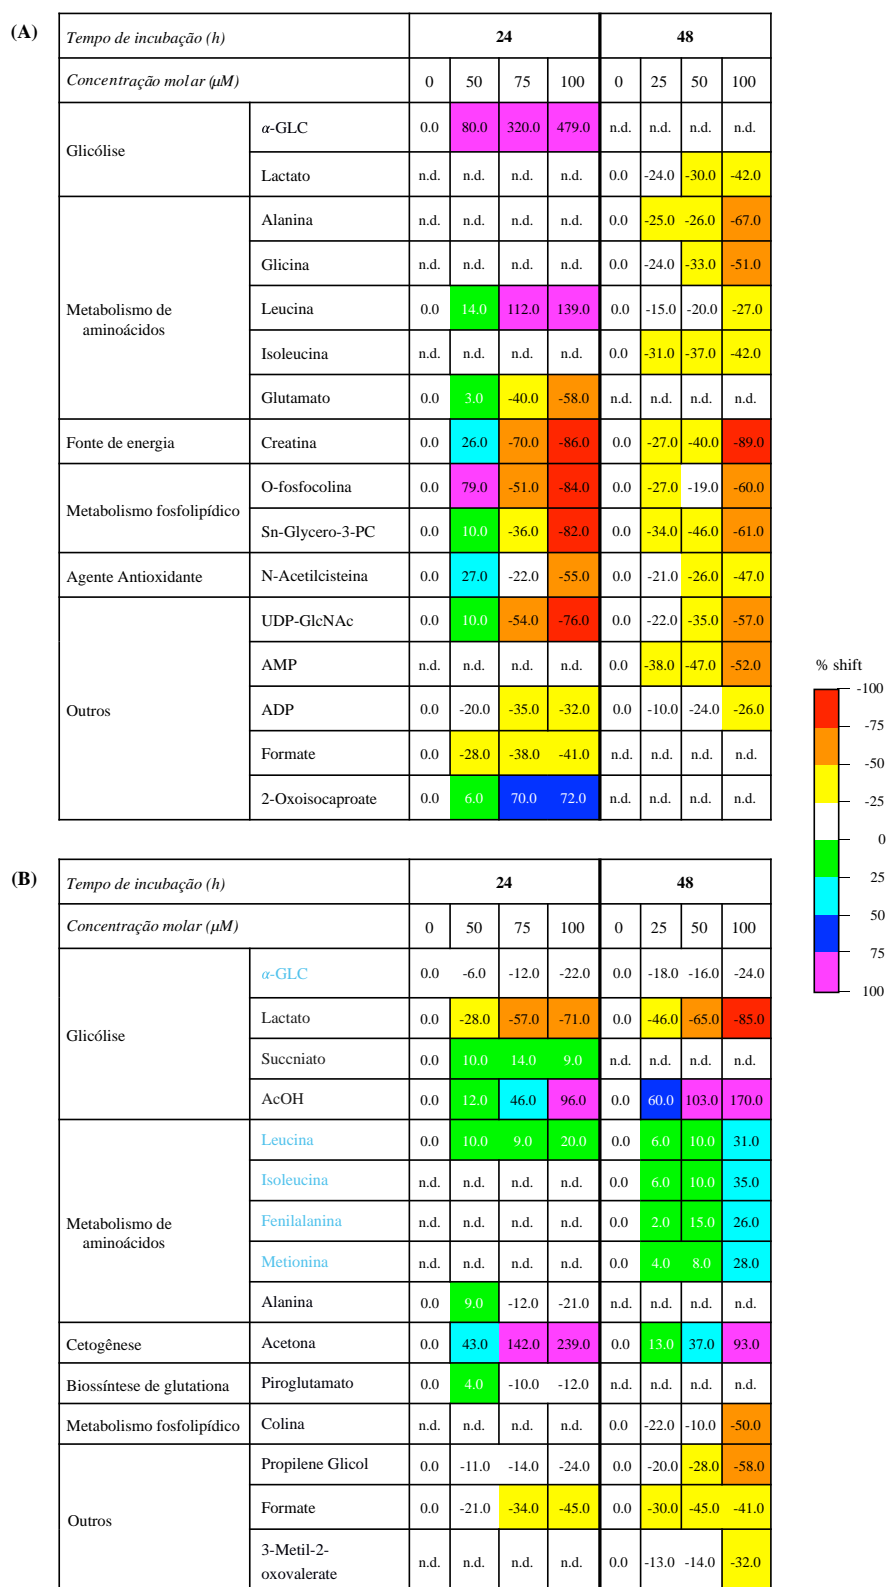 (A)
Tempo de incubação (h) 24 48
Concentração molar (μM) 0 50 75 100 0 25 50 100
Glicólise
α-GLC 0.0 80.0 320.0 479.0 n.d. n.d. n.d. n.d.
Lactato n.d. n.d. n.d. n.d. 0.0 -24.0 -30.0 -42.0
Metabolismo de
aminoácidos
Alanina n.d. n.d. n.d. n.d. 0.0 -25.0 -26.0 -67.0
Glicina n.d. n.d. n.d. n.d. 0.0 -24.0 -33.0 -51.0
Leucina 0.0 14.0 112.0 139.0 0.0 -15.0 -20.0 -27.0
Isoleucina n.d. n.d. n.d. n.d. 0.0 -31.0 -37.0 -42.0
Glutamato 0.0 3.0 -40.0 -58.0 n.d. n.d. n.d. n.d.
Fonte de energia Creatina 0.0 26.0 -70.0 -86.0 0.0 -27.0 -40.0 -89.0
Metabolismo fosfolipídico
O-fosfocolina 0.0 79.0 -51.0 -84.0 0.0 -27.0 -19.0 -60.0
Sn-Glycero-3-PC 0.0 10.0 -36.0 -82.0 0.0 -34.0 -46.0 -61.0
Agente Antioxidante N-Acetilcisteina 0.0 27.0 -22.0 -55.0 0.0 -21.0 -26.0 -47.0
Outros
UDP-GlcNAc 0.0 10.0 -54.0 -76.0 0.0 -22.0 -35.0 -57.0
AMP n.d. n.d. n.d. n.d. 0.0 -38.0 -47.0 -52.0
ADP 0.0 -20.0 -35.0 -32.0 0.0 -10.0 -24.0 -26.0
Formate 0.0 -28.0 -38.0 -41.0 n.d. n.d. n.d. n.d.
2-Oxoisocaproate 0.0 6.0 70.0 72.0 n.d. n.d. n.d. n.d.
% shift
-100
-75
-50
-25
0
25
50
75
100
(B)
Tempo de incubação (h) 24 48
Concentração molar (μM) 0 50 75 100 0 25 50 100
Glicólise
α-GLC 0.0 -6.0 -12.0 -22.0 0.0 -18.0 -16.0 -24.0
Lactato 0.0 -28.0 -57.0 -71.0 0.0 -46.0 -65.0 -85.0
Succniato 0.0 10.0 14.0 9.0 n.d. n.d. n.d. n.d.
AcOH 0.0 12.0 46.0 96.0 0.0 60.0 103.0 170.0
Metabolismo de
aminoácidos
Leucina 0.0 10.0 9.0 20.0 0.0 6.0 10.0 31.0
Isoleucina n.d. n.d. n.d. n.d. 0.0 6.0 10.0 35.0
Fenilalanina n.d. n.d. n.d. n.d. 0.0 2.0 15.0 26.0
Metionina n.d. n.d. n.d. n.d. 0.0 4.0 8.0 28.0
Alanina 0.0 9.0 -12.0 -21.0 n.d. n.d. n.d. n.d.
Cetogênese Acetona 0.0 43.0 142.0 239.0 0.0 13.0 37.0 93.0
Biossíntese de glutationa Piroglutamato 0.0 4.0 -10.0 -12.0 n.d. n.d. n.d. n.d.
Metabolismo fosfolipídico Colina n.d. n.d. n.d. n.d. 0.0 -22.0 -10.0 -50.0
Outros
Propilene Glicol 0.0 -11.0 -14.0 -24.0 0.0 -20.0 -28.0 -58.0
Formate 0.0 -21.0 -34.0 -45.0 0.0 -30.0 -45.0 -41.0
3-Metil-2-
oxovalerate n.d. n.d. n.d. n.d. 0.0 -13.0 -14.0 -32.0